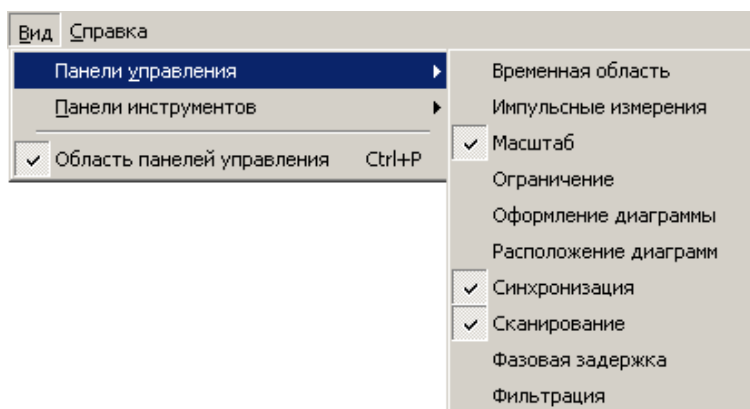 Вид Справка
Панели управления
Панели инструментов
Область панелей управления Ctrl+P
Временная область
Импульсные измерения
Масштаб
Ограничение
Оформление диаграммы
Расположение диаграмм
Синхронизация
Сканирование
Фазовая задержка
Фильтрация